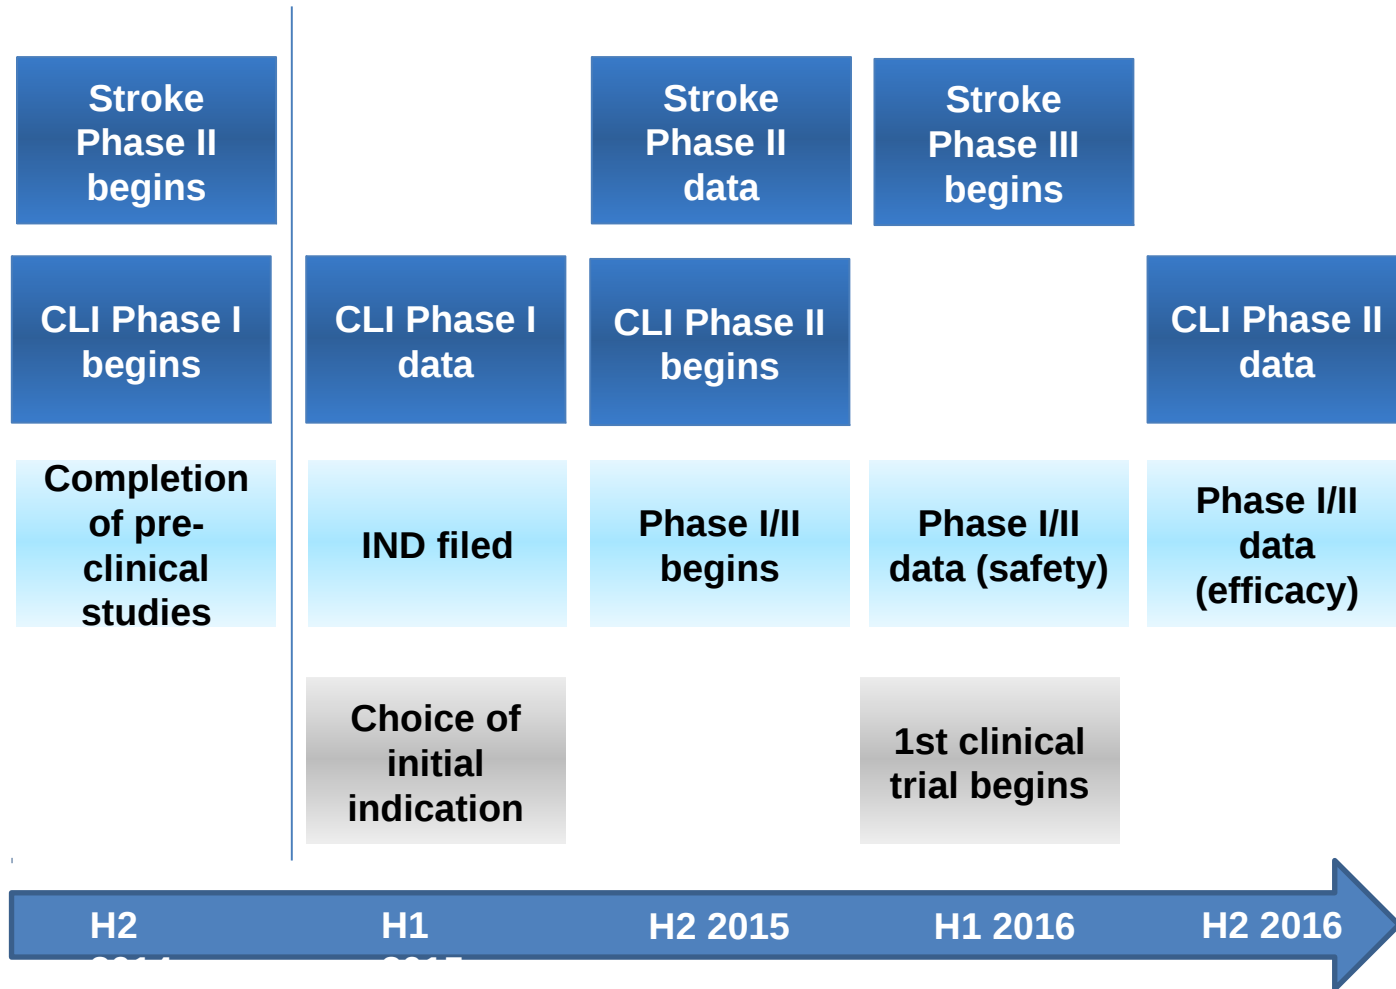 Stroke
Phase II
begins
Stroke
Phase II
data
Stroke
Phase III
begins
CLI Phase I
begins
CLI Phase I
data
CLI Phase II
begins
CLI Phase II
data
Completion
of pre-
clinical
studies
IND filed
Phase I/II
begins
Phase I/II
data (safety)
Phase I/II
data
(efficacy)
Choice of
initial
indication
1st clinical
trial begins
H2
2014
H1
2015
H2 2015
H1 2016
H2 2016